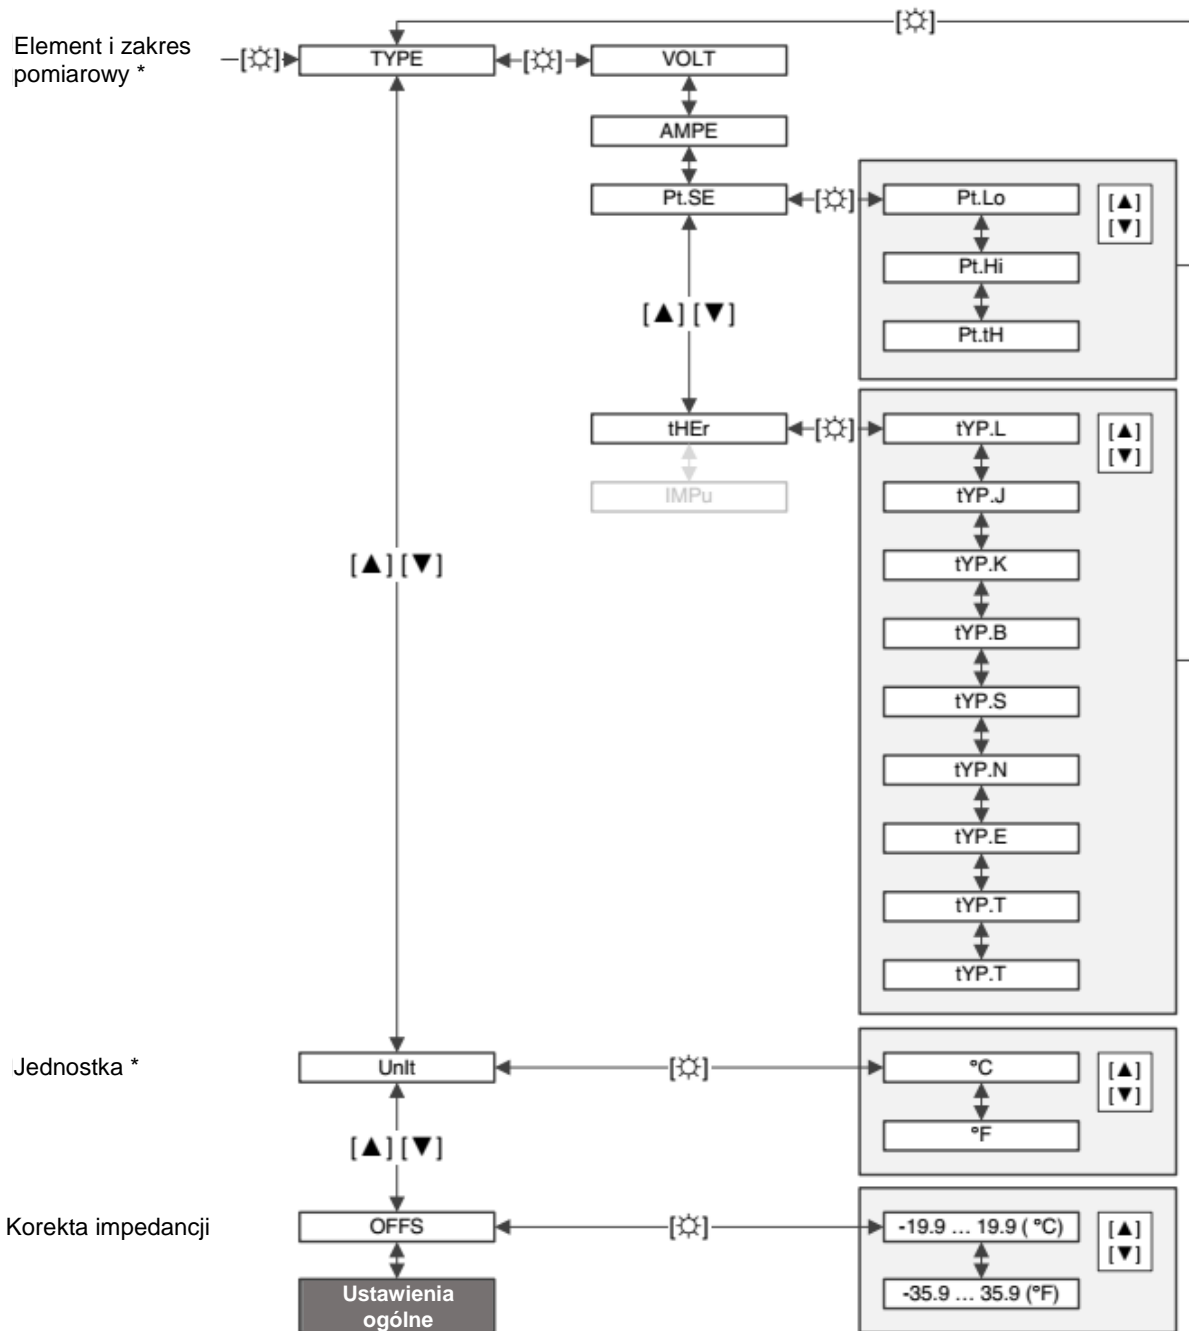 [☼]
Element i zakres
pomiarowy *
[☼] TYPE [☼] VOLT
AMPE
Pt.SE [☼] Pt.Lo [▲]
[▼]
Pt.Hi
[▲] [▼]
Pt.tH
tHEr [☼] tYP.L [▲]
[▼]
IMPu tYP.J
[▲] [▼] tYP.K
tYP.B
tYP.S
tYP.N
tYP.E
tYP.T
tYP.T
Jednostka * UnIt [☼] °C [▲]
[▼]
[▲] [▼] °F
Korekta impedancji OFFS [☼] -19.9 ... 19.9 ( °C) [▲]
[▼]
Ustawienia
ogólne
-35.9 ... 35.9 (°F)